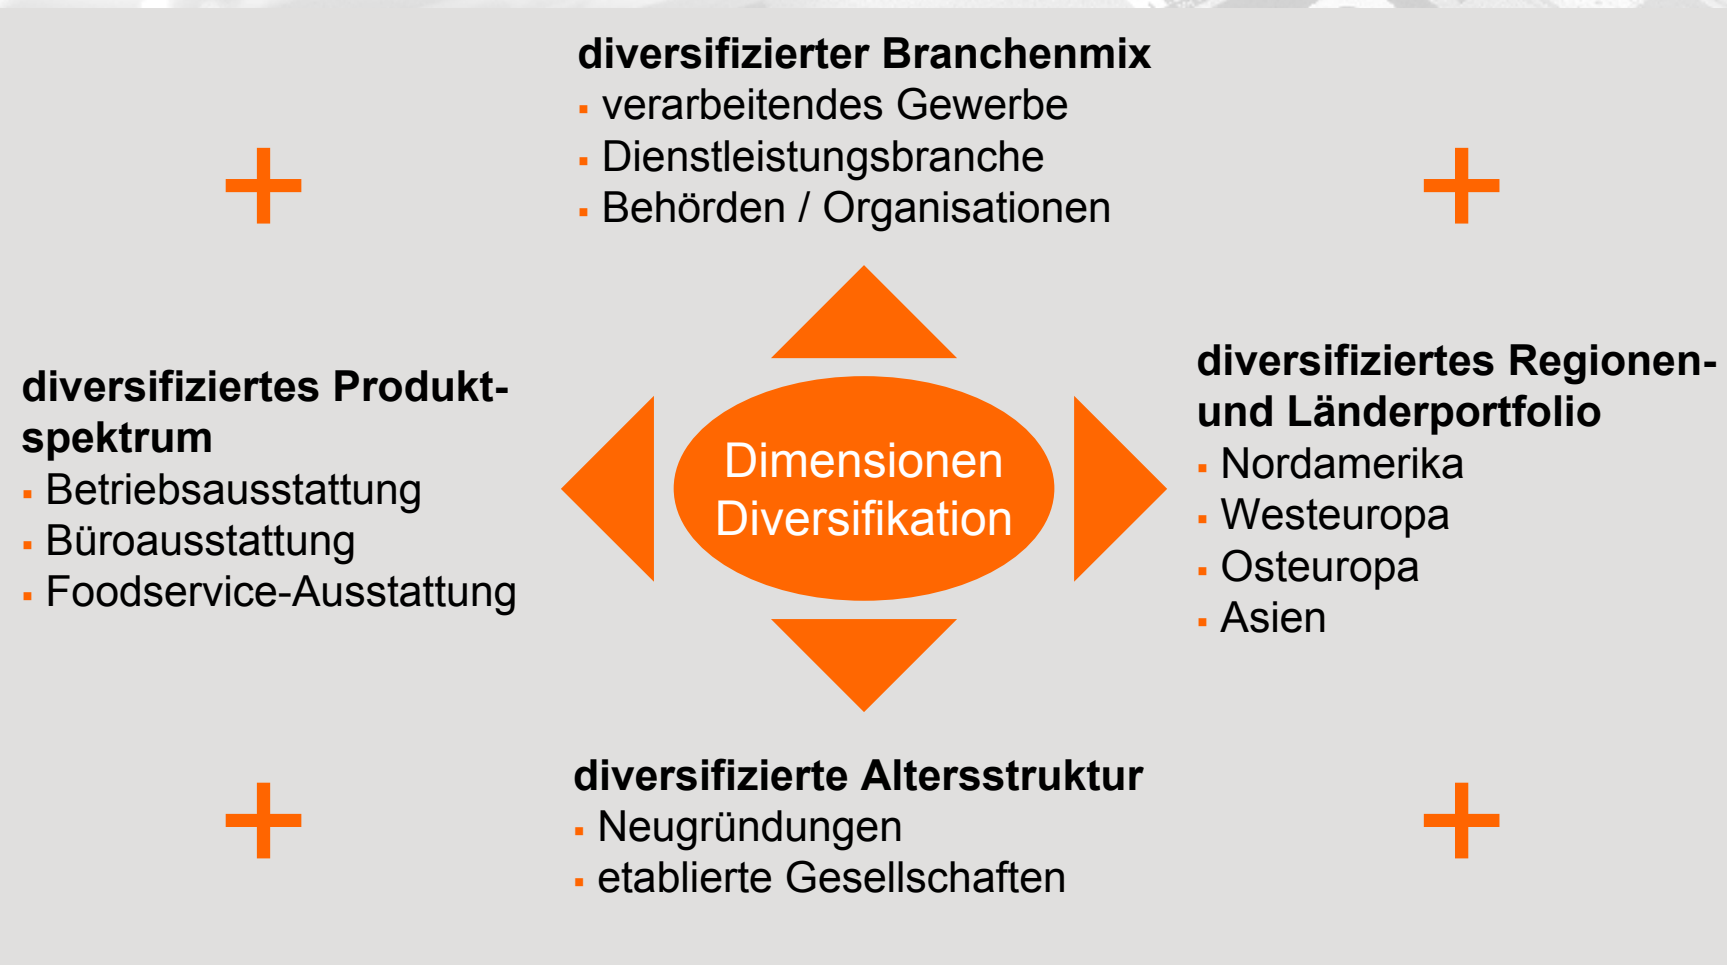 diversifizierter Branchenmix
▪ verarbeitendes Gewerbe
▪ Dienstleistungsbranche
▪ Behörden / Organisationen
+
+
diversifiziertes Produkt-
spektrum
▪ Betriebsausstattung
▪ Büroausstattung
▪ Foodservice-Ausstattung
Dimensionen
Diversifikation
diversifiziertes Regionen-
und Länderportfolio
▪ Nordamerika
▪ Westeuropa
▪ Osteuropa
▪ Asien
diversifizierte Altersstruktur
▪ Neugründungen
▪ etablierte Gesellschaften
+
+